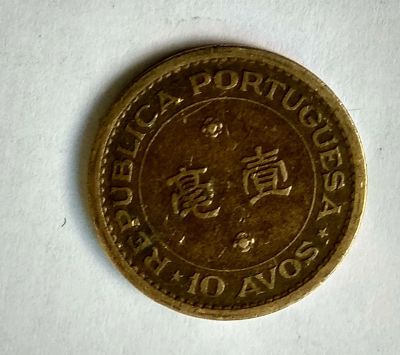 REPUBLICA PORTUGUESA
壹毫
* 10 AVOS *